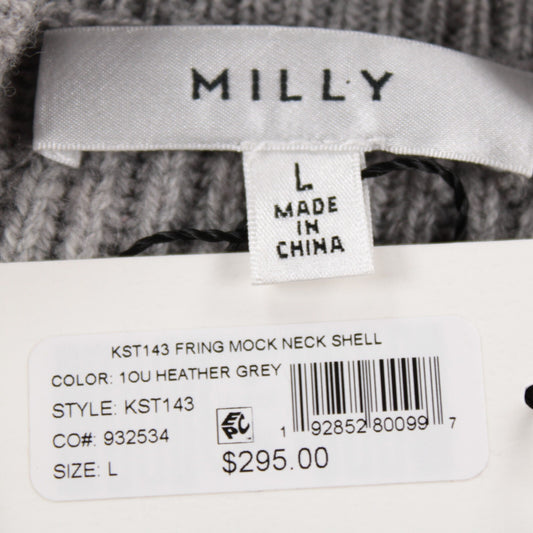 MILLY
L
MADE
IN
CHINA
KST143 FRING MOCK NECK SHELL
COLOR: 10U HEATHER GREY
STYLE: KST143
CO#: 932534
EPC
1 92852 80099 7
SIZE: L
$295.00